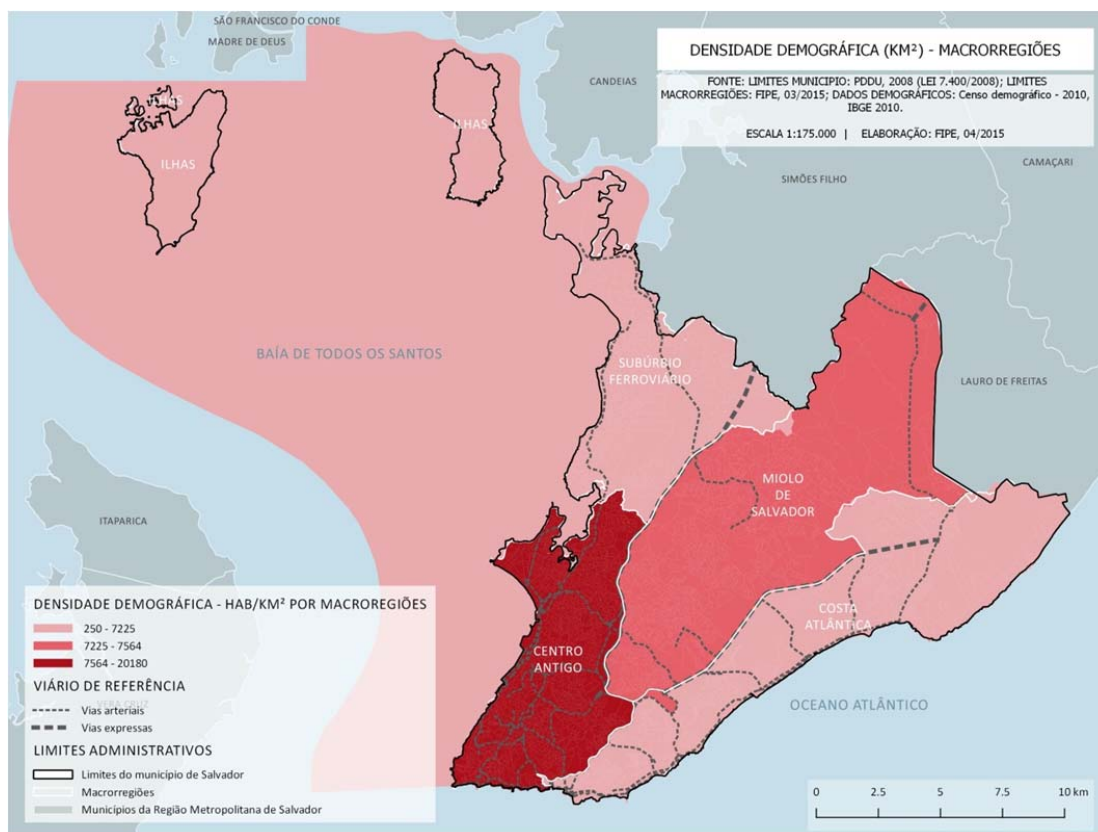 SÃO FRANCISCO DO CONDE
MADRE DE DEUS
DENSIDADE DEMOGRÁFICA (KM²) - MACRORREGIÕES
FONTE: LIMITES MUNICIPIO: PDDU, 2008 (LEI 7.400/2008); LIMITES
MACRORREGIÕES: FIPE, 03/2015; DADOS DEMOGRÁFICOS: Censo demográfico - 2010,
IBGE 2010.
ESCALA 1:175.000 | ELABORAÇÃO: FIPE, 04/2015
CANDEIAS
ILHAS
ILHAS
ILHAS
CAMAÇARI
SIMÕES FILHO
BAÍA DE TODOS OS SANTOS
SUBÚRBIO
FERROVIÁRIO
LAURO DE FREITAS
MIOLO
DE
SALVADOR
ITAPARICA
COSTA
ATLÂNTICA
CENTRO
ANTIGO
OCEANO ATLÂNTICO
DENSIDADE DEMOGRÁFICA - HAB/KM² POR MACROREGIÕES
250 - 7225
7225 - 7564
7564 - 20180
VIÁRIO DE REFERÊNCIA
VERA CRUZ
Vias arteriais
Vias expressas
LIMITES ADMINISTRATIVOS
Limites do município de Salvador
Macrorregiões
Municípios da Região Metropolitana de Salvador
0 2.5 5 7.5 10 km